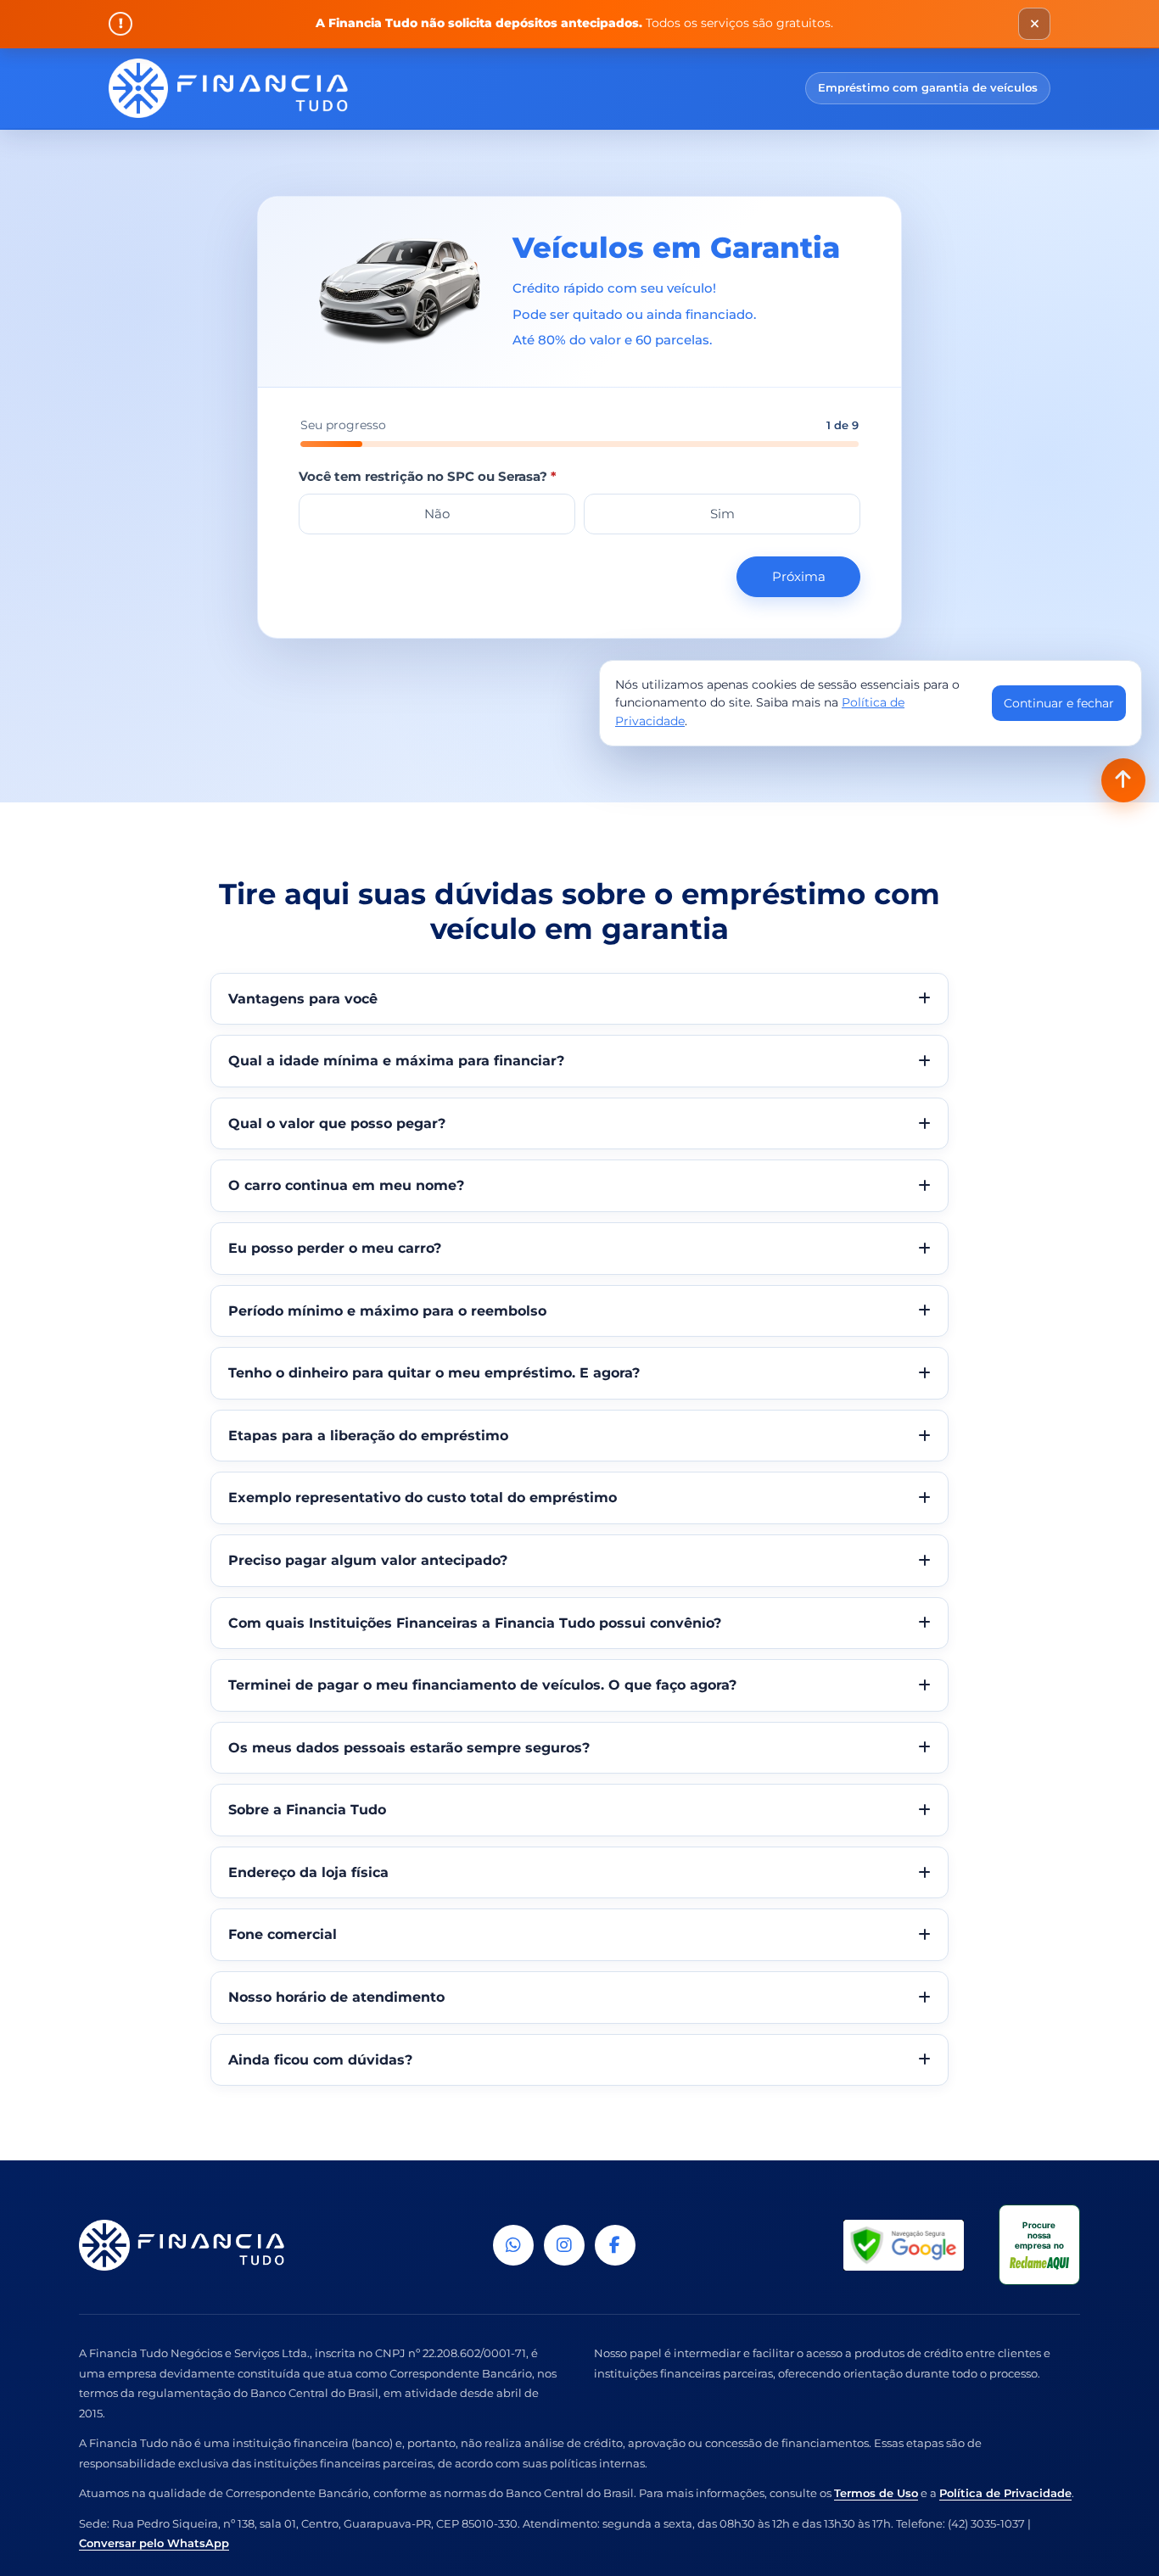 A Financia Tudo não solicita depósitos antecipados. Todos os serviços são gratuitos.
FINANCIA
TUDO
Empréstimo com garantia de veículos
Veículos em Garantia
Crédito rápido com seu veículo!
Pode ser quitado ou ainda financiado.
Até 80% do valor e 60 parcelas.
Seu progresso
1 de 9
Você tem restrição no SPC ou Serasa? *
Não
Sim
Próxima
Nós utilizamos apenas cookies de sessão essenciais para o
funcionamento do site. Saiba mais na Política de
Privacidade.
Continuar e fechar
Tire aqui suas dúvidas sobre o empréstimo com
veículo em garantia
Vantagens para você
Qual a idade mínima e máxima para financiar?
Qual o valor que posso pegar?
O carro continua em meu nome?
Eu posso perder o meu carro?
Período mínimo e máximo para o reembolso
Tenho o dinheiro para quitar o meu empréstimo. E agora?
Etapas para a liberação do empréstimo
Exemplo representativo do custo total do empréstimo
Preciso pagar algum valor antecipado?
Com quais Instituições Financeiras a Financia Tudo possui convênio?
Terminei de pagar o meu financiamento de veículos. O que faço agora?
Os meus dados pessoais estarão sempre seguros?
Sobre a Financia Tudo
Endereço da loja física
Fone comercial
Nosso horário de atendimento
Ainda ficou com dúvidas?
FINANCIA
TUDO
Navegação Segura
Google
Procure
nossa
empresa no
ReclameAQUI
A Financia Tudo Negócios e Serviços Ltda., inscrita no CNPJ nº 22.208.602/0001-71, é
uma empresa devidamente constituída que atua como Correspondente Bancário, nos
termos da regulamentação do Banco Central do Brasil, em atividade desde abril de
2015.
Nosso papel é intermediar e facilitar o acesso a produtos de crédito entre clientes e
instituições financeiras parceiras, oferecendo orientação durante todo o processo.
A Financia Tudo não é uma instituição financeira (banco) e, portanto, não realiza análise de crédito, aprovação ou concessão de financiamentos. Essas etapas são de
responsabilidade exclusiva das instituições financeiras parceiras, de acordo com suas políticas internas.
Atuamos na qualidade de Correspondente Bancário, conforme as normas do Banco Central do Brasil. Para mais informações, consulte os Termos de Uso e a Política de Privacidade.
Sede: Rua Pedro Siqueira, nº 138, sala 01, Centro, Guarapuava-PR, CEP 85010-330. Atendimento: segunda a sexta, das 08h30 às 12h e das 13h30 às 17h. Telefone: (42) 3035-1037 |
Conversar pelo WhatsApp